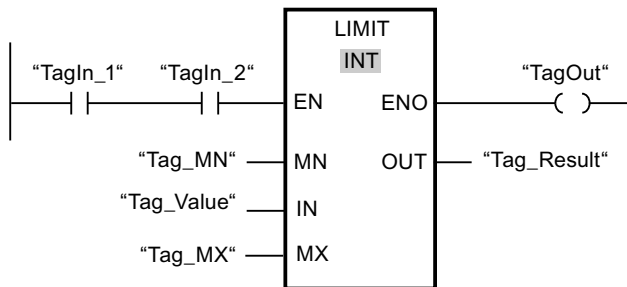 LIMIT
INT
“TagIn_1“ “TagIn_2“ “TagOut“
EN ENO
“Tag_MN“ MN OUT “Tag_Result“
“Tag_Value“ IN
“Tag_MX“ MX